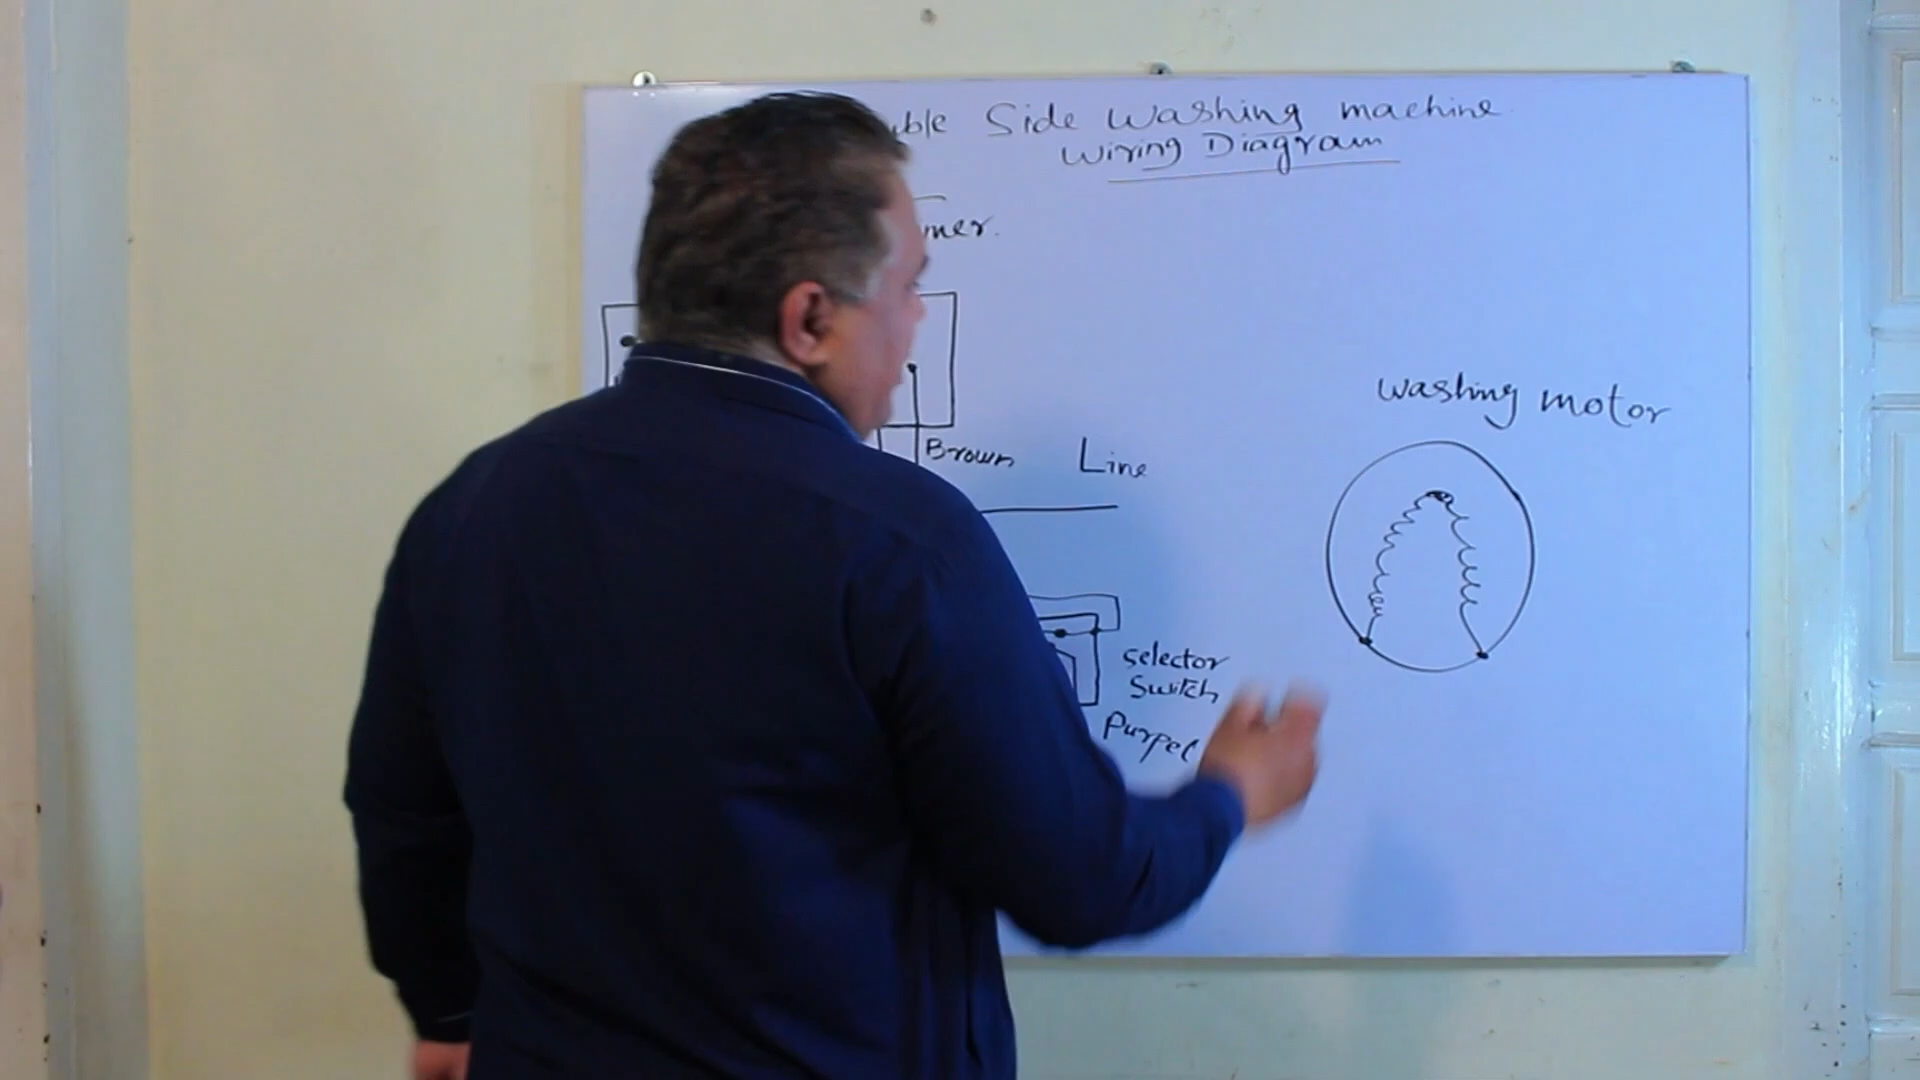 Side Washing machine
Wiring Diagram
Brown
Line
Washing motor
Selector
Switch
Purpel